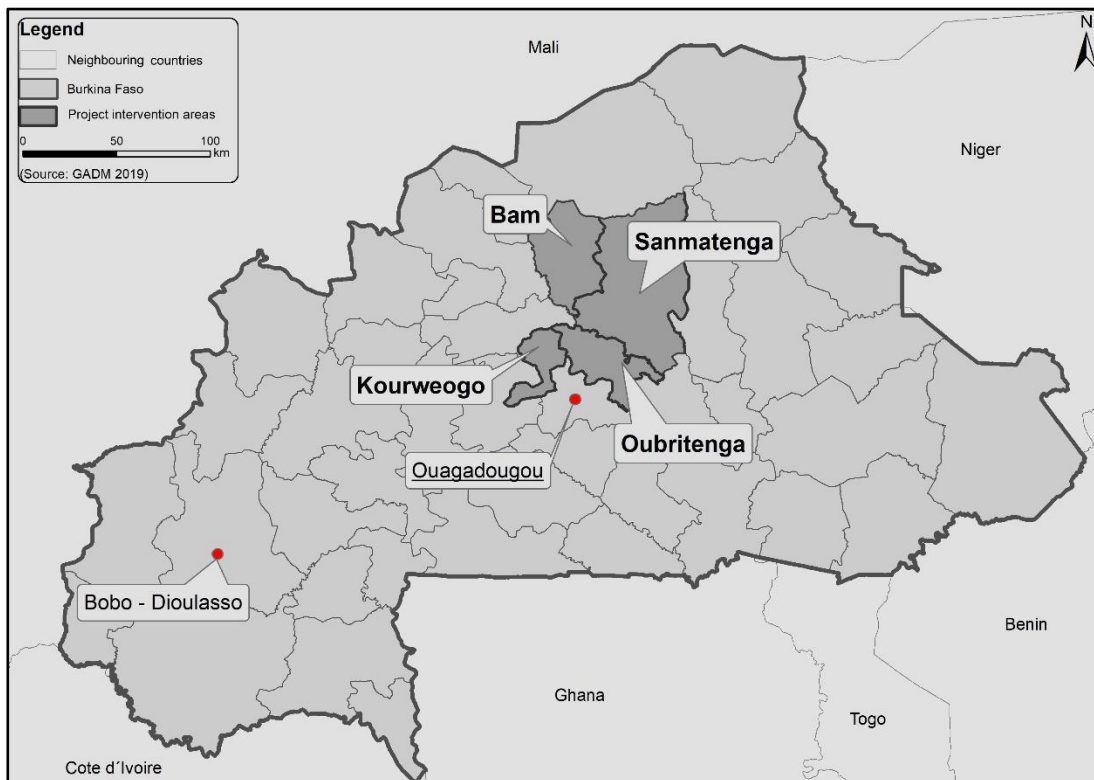 Legend
Neighbouring countries
Burkina Faso
Project intervention areas
0 50 100
km
(Source: GADM 2019)
N
Mali
Niger
Bam
Sanmatenga
Kourweogo
Oubritenga
Ouagadougou
Bobo - Dioulasso
Benin
Ghana
Togo
Cote d´Ivoire